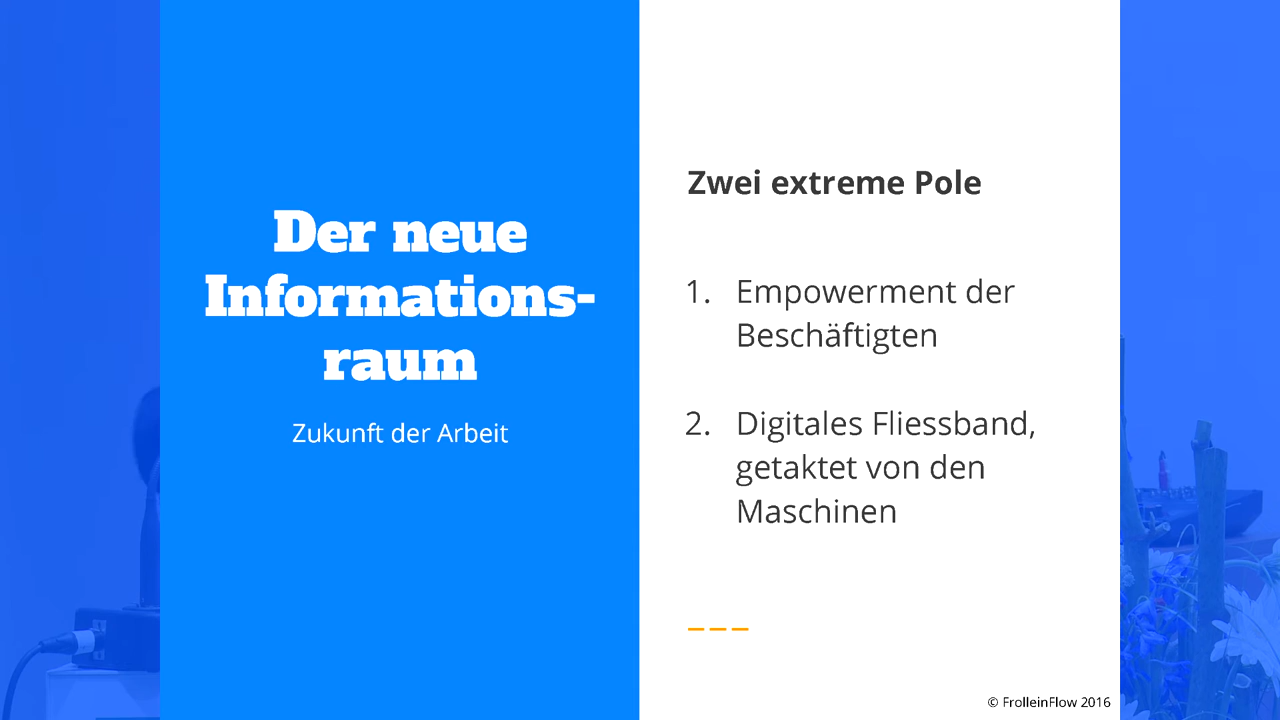 Der neue
Informations-
raum
Zukunft der Arbeit
Zwei extreme Pole
1. Empowerment der
Beschäftigten
2. Digitales Fliessband,
getaktet von den
Maschinen
© FrolleinFlow 2016